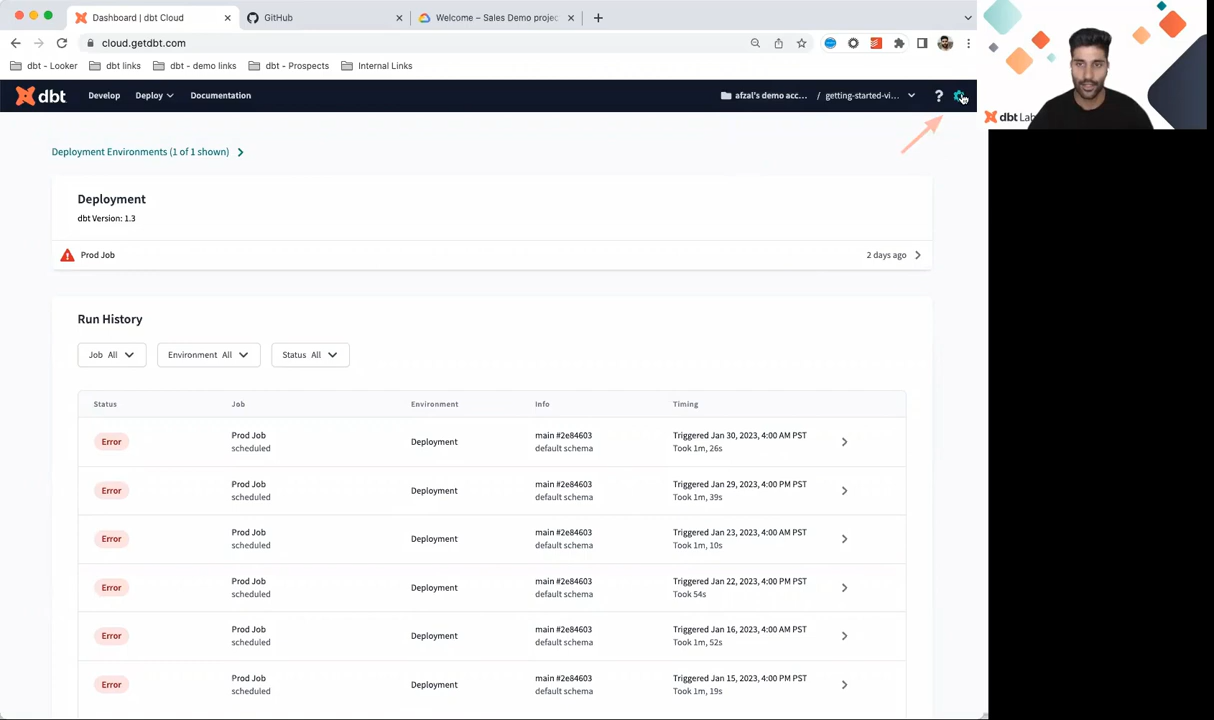 Dashboard | dbt Cloud
GitHub
Welcome – Sales Demo projec
cloud.getdbt.com
dbt - Looker
dbt links
dbt - demo links
dbt - Prospects
Internal Links
dbt
Develop
Deploy
Documentation
afzal's demo acc...
/ getting-started-vi...
?
dbt Lab
Deployment Environments (1 of 1 shown)
Deployment
dbt Version: 1.3
Prod Job
2 days ago
Run History
Job All
Environment All
Status All
Status
Job
Environment
Info
Timing
Error
Prod Job
scheduled
Deployment
main #2e84603
default schema
Triggered Jan 30, 2023, 4:00 AM PST
Took 1m, 26s
Error
Prod Job
scheduled
Deployment
main #2e84603
default schema
Triggered Jan 29, 2023, 4:00 PM PST
Took 1m, 39s
Error
Prod Job
scheduled
Deployment
main #2e84603
default schema
Triggered Jan 23, 2023, 4:00 AM PST
Took 1m, 10s
Error
Prod Job
scheduled
Deployment
main #2e84603
default schema
Triggered Jan 22, 2023, 4:00 PM PST
Took 54s
Error
Prod Job
scheduled
Deployment
main #2e84603
default schema
Triggered Jan 16, 2023, 4:00 AM PST
Took 1m, 52s
Error
Prod Job
scheduled
Deployment
main #2e84603
default schema
Triggered Jan 15, 2023, 4:00 PM PST
Took 1m, 19s